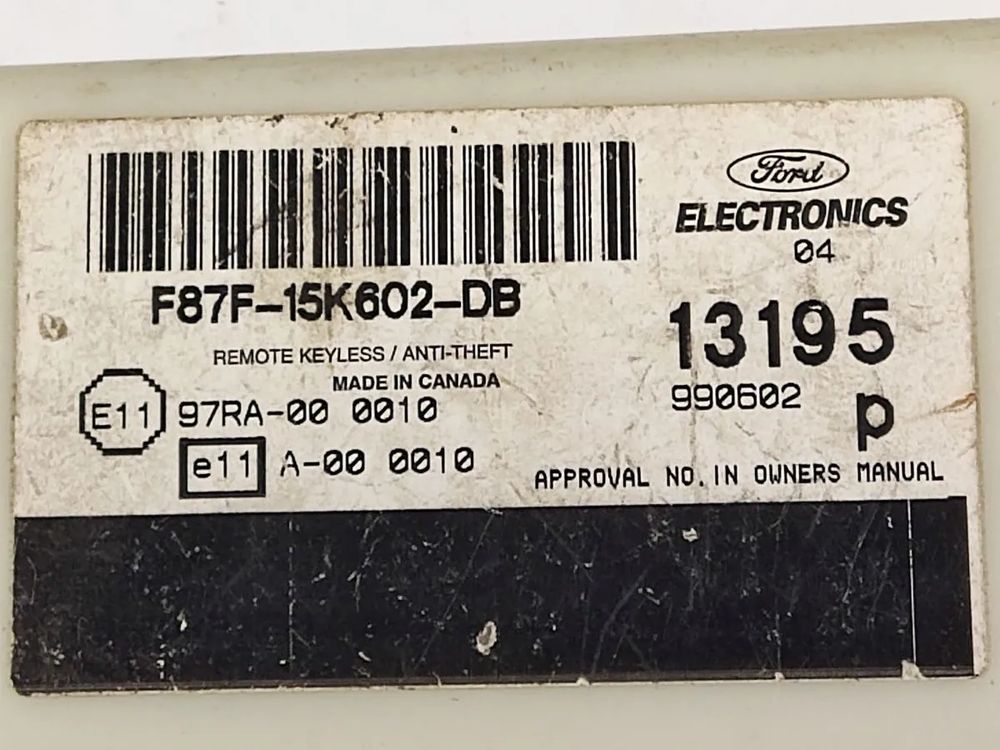 Ford
ELECTRONICS
04
F87F-15K602-DB
13195
REMOTE KEYLESS / ANTI-THEFT
MADE IN CANADA
990602
p
E11 97RA-00 0010
e11 A-00 0010
APPROVAL NO. IN OWNERS MANUAL